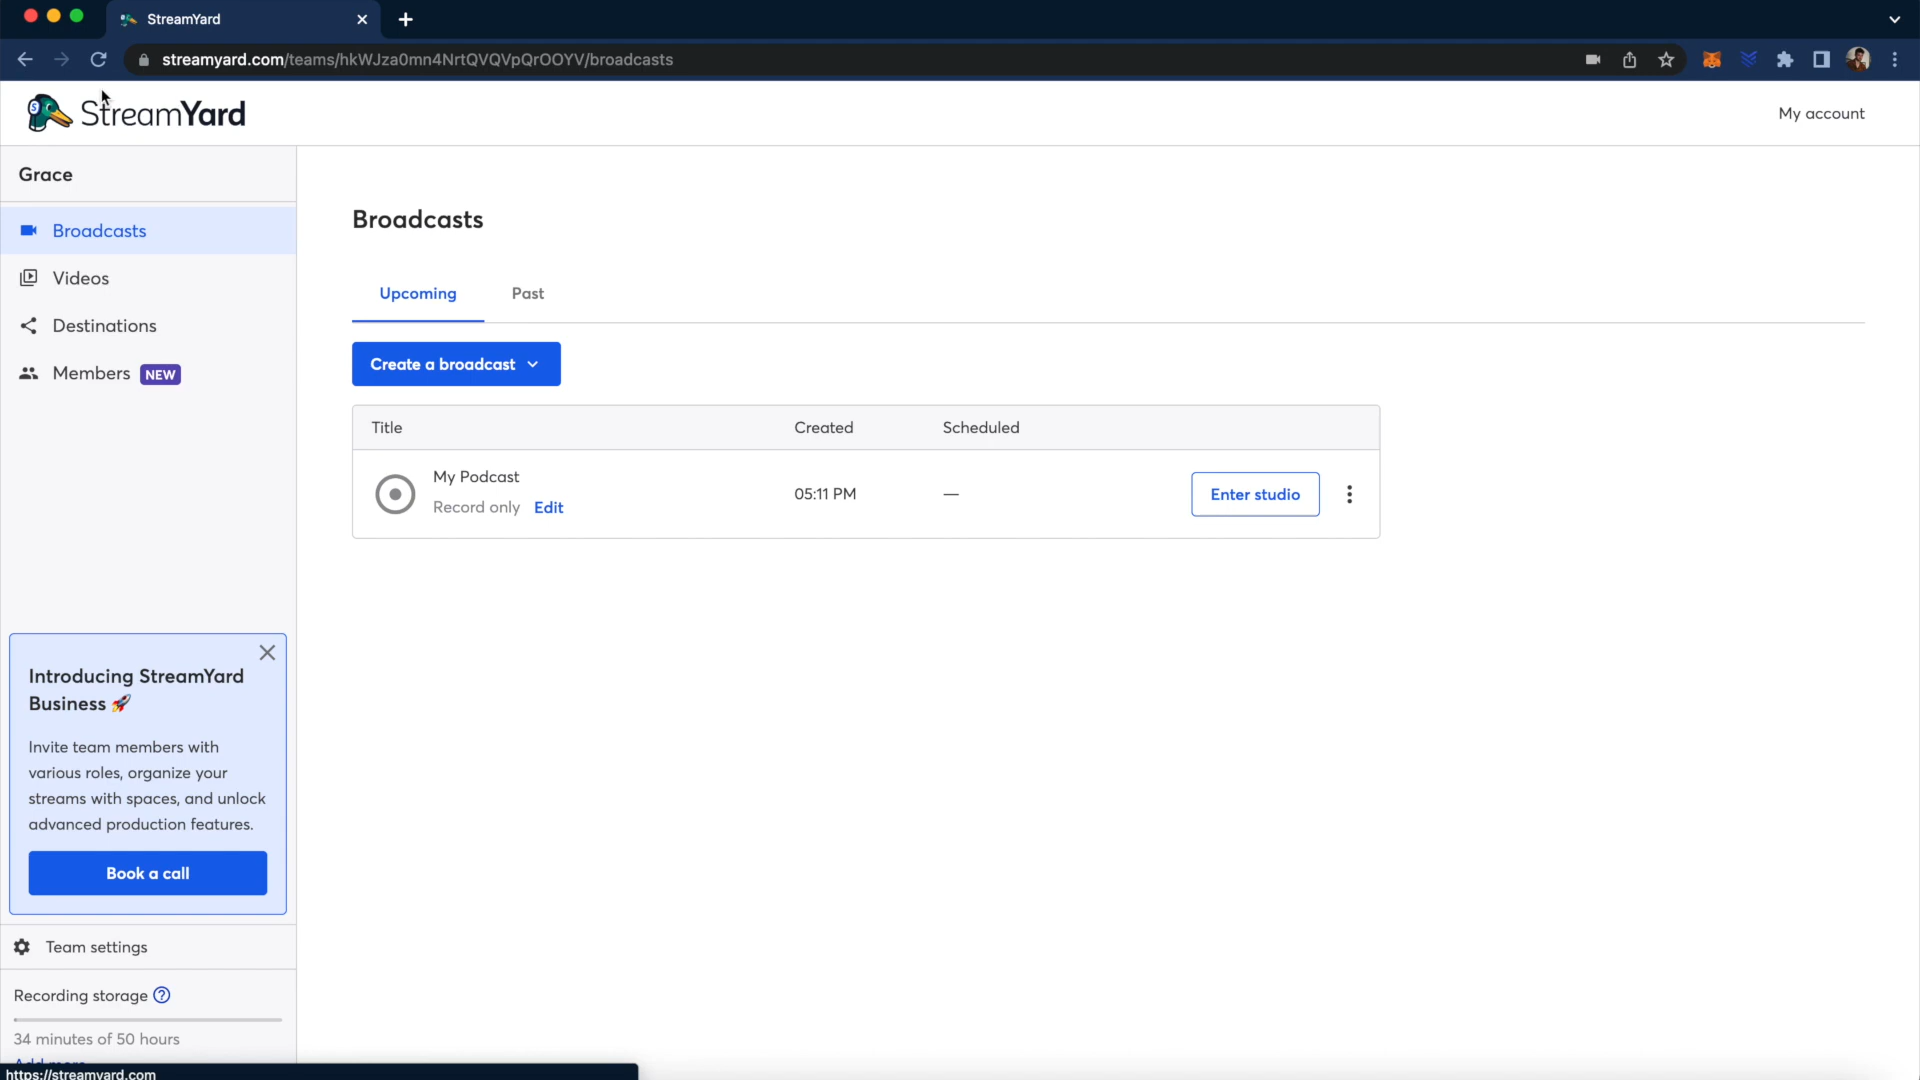 StreamYard
streamyard.com/teams/hkWJza0mn4NrtQVQVpQrOOYV/broadcasts
StreamYard
My account
Grace
Broadcasts
Videos
Destinations
Members NEW
Broadcasts
Upcoming Past
Create a broadcast
Title Created Scheduled
My Podcast
Record only Edit
05:11 PM —
Enter studio
Introducing StreamYard
Business 🚀
Invite team members with
various roles, organize your
streams with spaces, and unlock
advanced production features.
Book a call
Team settings
Recording storage ?
34 minutes of 50 hours
Add more
https://streamyard.com